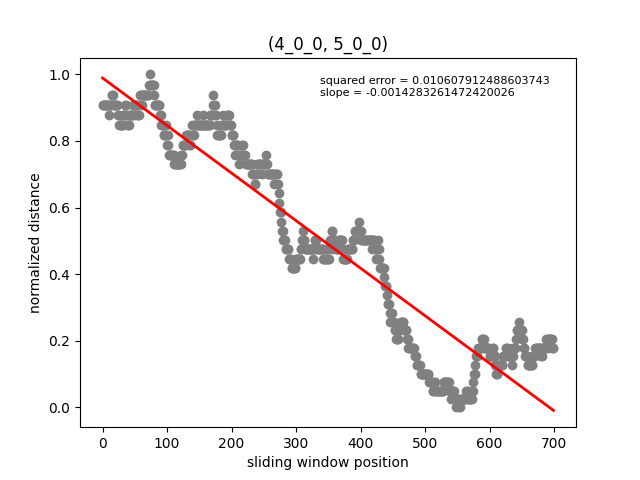 (4_0_0, 5_0_0)
squared error = 0.010607912488603743
slope = -0.0014283261472420026
normalized distance
1.0
0.8
0.6
0.4
0.2
0.0
0 100 200 300 400 500 600 700
sliding window position